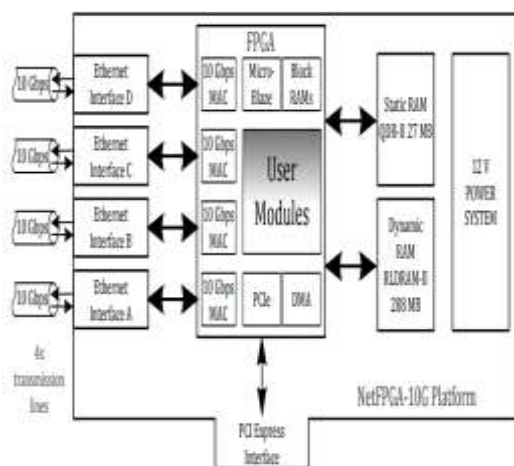 FPGA
10 Gbps
Ethernet
Interface D
10 Gbps
MAC
Micro-
Blaze
Block
RAMs
Static RAM
QDR-II 27 MB
10 Gbps
Ethernet
Interface C
10 Gbps
MAC
User
Modules
12 V
POWER
SYSTEM
10 Gbps
Ethernet
Interface B
10 Gbps
MAC
Dynamic
RAM
RLDRAM-II
288 MB
10 Gbps
Ethernet
Interface A
10 Gbps
MAC
PCIe
DMA
4x
transmission
lines
NetFPGA-10G Platform
PCI Express
Interface